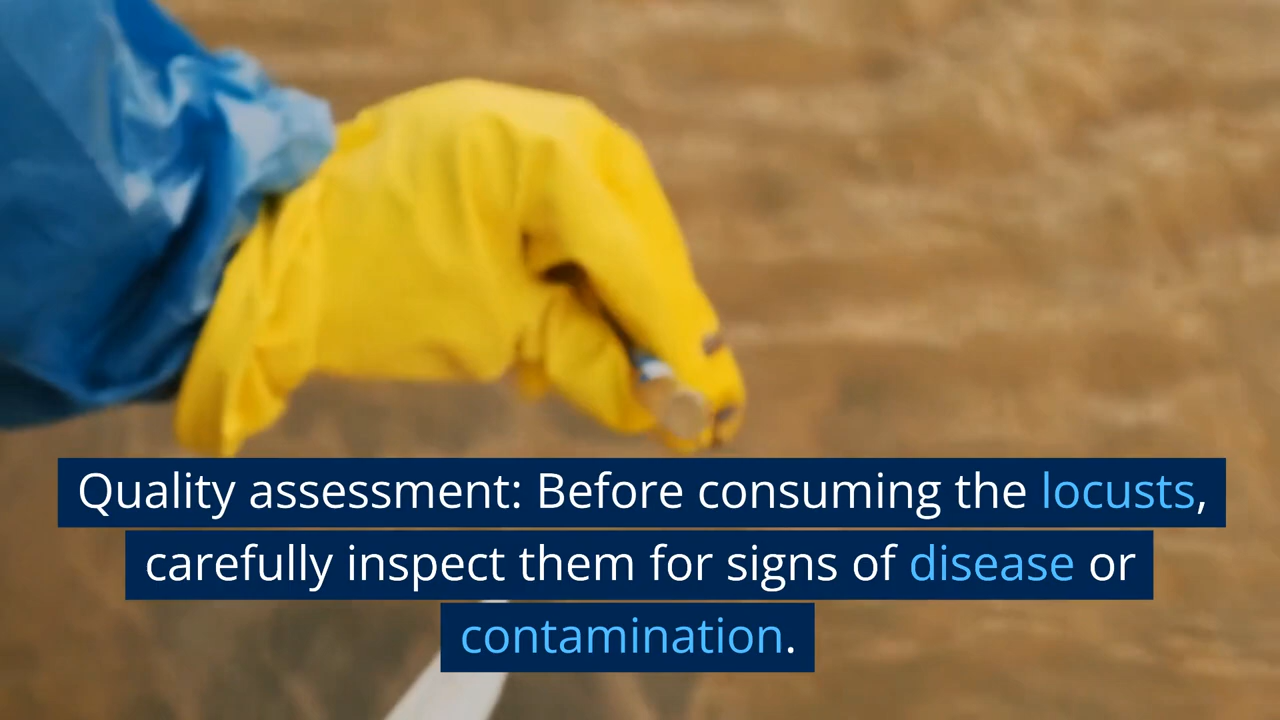 Quality assessment: Before consuming the locusts,
carefully inspect them for signs of disease or
contamination.